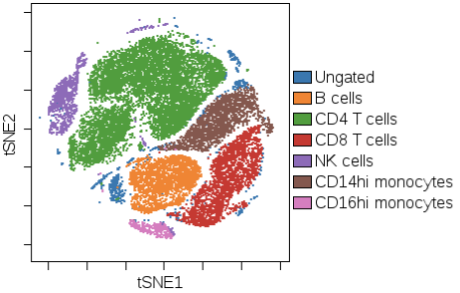 tSNE2
tSNE1
Ungated
B cells
CD4 T cells
CD8 T cells
NK cells
CD14hi monocytes
CD16hi monocytes